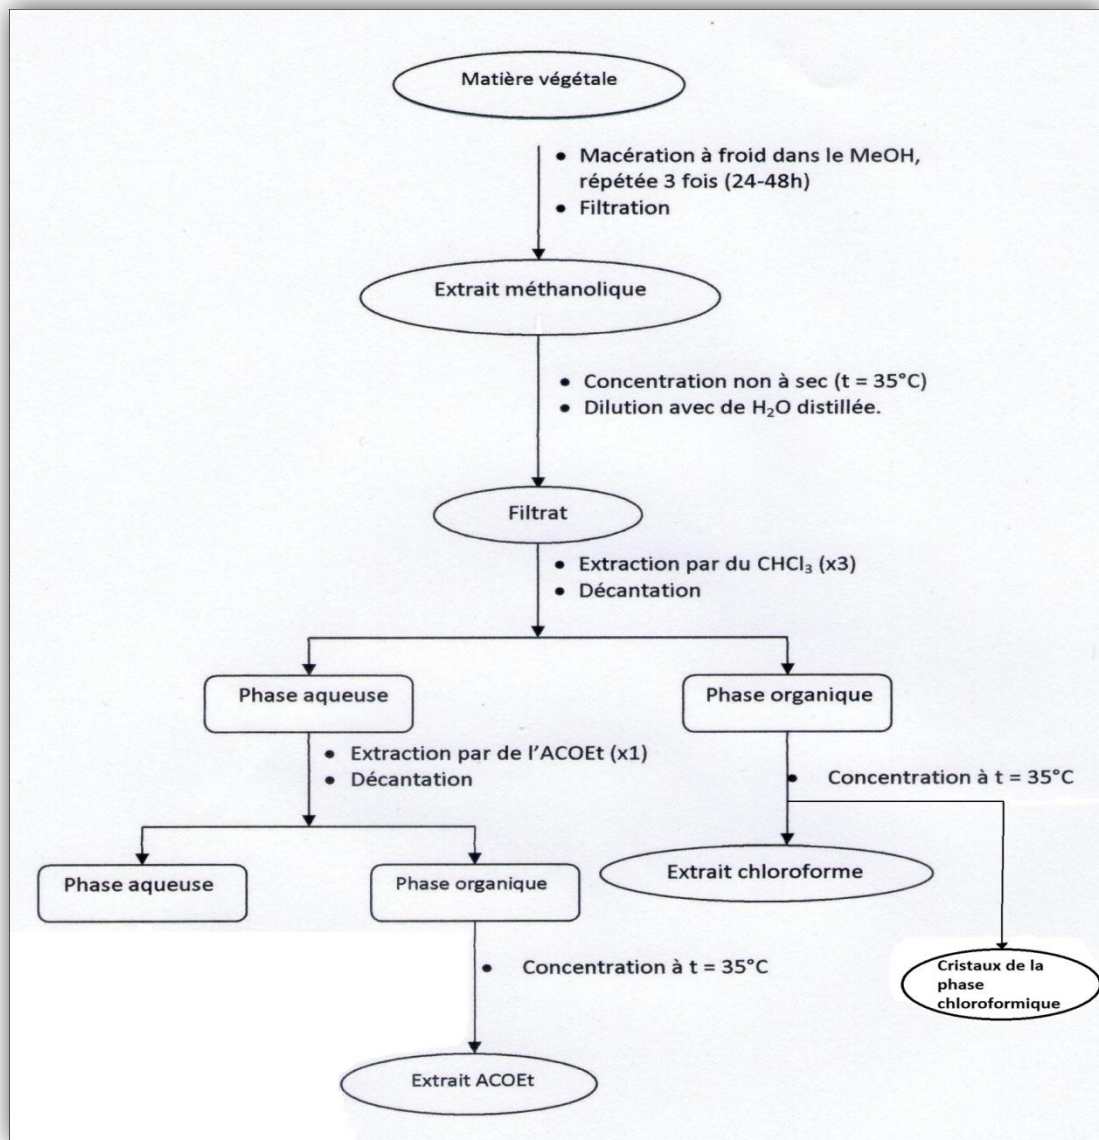 Matière végétale
• Macération à froid dans le MeOH,
répétée 3 fois (24-48h)
• Filtration
Extrait méthanolique
• Concentration non à sec (t = 35°C)
• Dilution avec de H₂O distillée.
Filtrat
• Extraction par du CHCl₃ (x3)
• Décantation
Phase aqueuse
Phase organique
• Extraction par de l'ACOEt (x1)
• Décantation
• Concentration à t = 35°C
Phase aqueuse
Phase organique
Extrait chloroforme
• Concentration à t = 35°C
Cristaux de la
phase
chloroformique
Extrait ACOEt